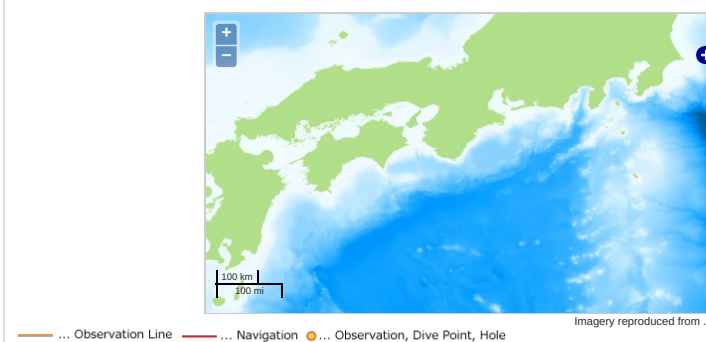 +
−
100 km
100 mi
Imagery reproduced from .
... Observation Line ... Navigation ... Observation, Dive Point, Hole